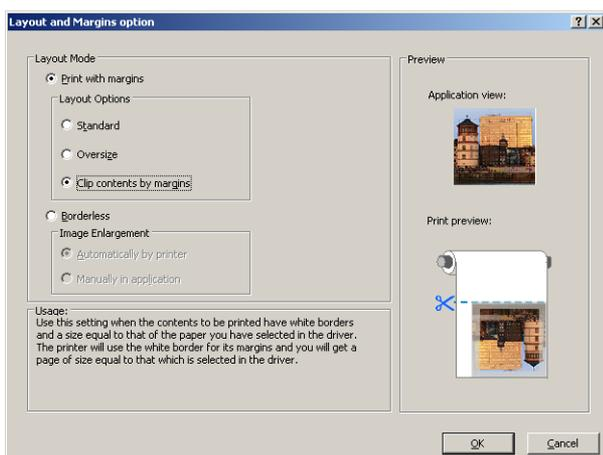 Layout and Margins option
Layout Mode
Print with margins
Layout Options
Standard
Oversize
Clip contents by margins
Borderless
Image Enlargement
Automatically by printer
Manually in application
Usage:
Use this setting when the contents to be printed have white borders
and a size equal to that of the paper you have selected in the driver.
The printer will use the white border for its margins and you will get a
page of size equal to that which is selected in the driver.
Preview
Application view:
Print preview:
OK
Cancel